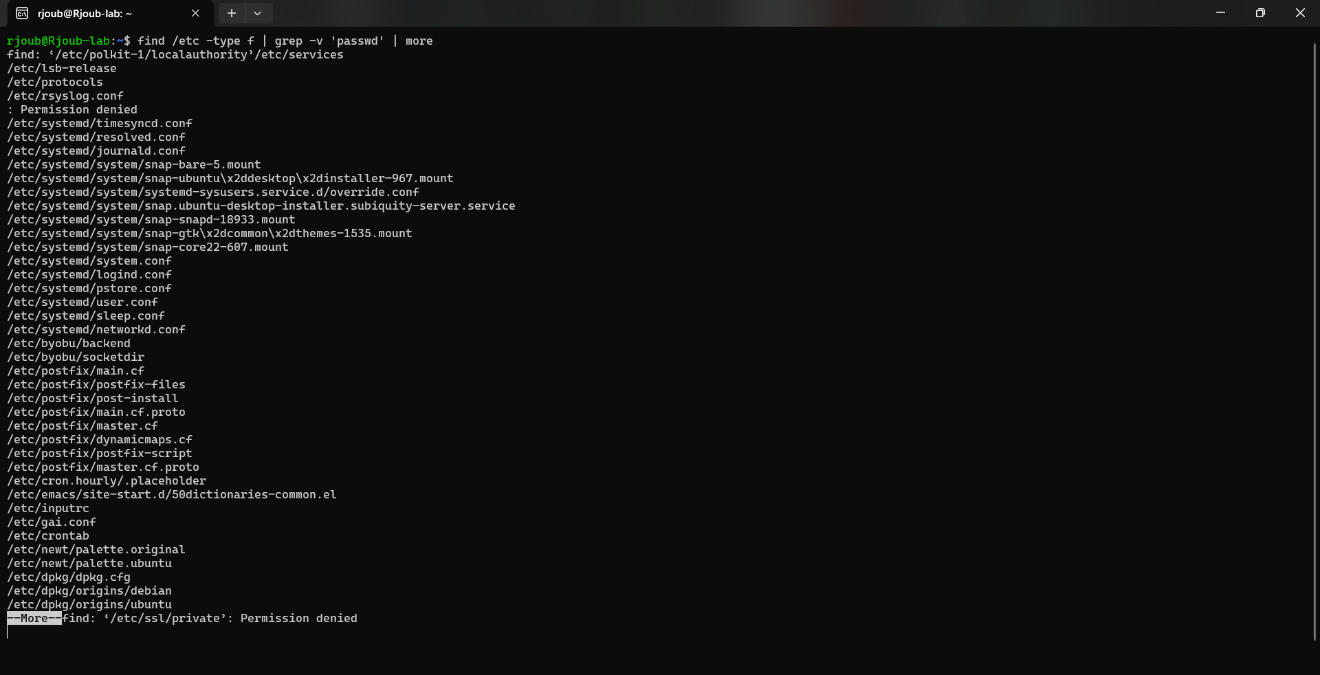 rjoub@Rjoub-lab: ~
rjoub@Rjoub-lab:~$ find /etc -type f | grep -v 'passwd' | more
find: ‘/etc/polkit-1/localauthority’/etc/services
/etc/lsb-release
/etc/protocols
/etc/rsyslog.conf
: Permission denied
/etc/systemd/timesyncd.conf
/etc/systemd/resolved.conf
/etc/systemd/journald.conf
/etc/systemd/system/snap-bare-5.mount
/etc/systemd/system/snap-ubuntu\x2ddesktop\x2dinstaller-967.mount
/etc/systemd/system/systemd-sysusers.service.d/override.conf
/etc/systemd/system/snap.ubuntu-desktop-installer.subiquity-server.service
/etc/systemd/system/snap-snapd-18933.mount
/etc/systemd/system/snap-gtk\x2dcommon\x2dthemes-1535.mount
/etc/systemd/system/snap-core22-607.mount
/etc/systemd/system.conf
/etc/systemd/logind.conf
/etc/systemd/pstore.conf
/etc/systemd/user.conf
/etc/systemd/sleep.conf
/etc/systemd/networkd.conf
/etc/byobu/backend
/etc/byobu/socketdir
/etc/postfix/main.cf
/etc/postfix/postfix-files
/etc/postfix/post-install
/etc/postfix/main.cf.proto
/etc/postfix/master.cf
/etc/postfix/dynamicmaps.cf
/etc/postfix/postfix-script
/etc/postfix/master.cf.proto
/etc/cron.hourly/.placeholder
/etc/emacs/site-start.d/50dictionaries-common.el
/etc/inputrc
/etc/gai.conf
/etc/crontab
/etc/newt/palette.original
/etc/newt/palette.ubuntu
/etc/dpkg/dpkg.cfg
/etc/dpkg/origins/debian
/etc/dpkg/origins/ubuntu
--More--find: ‘/etc/ssl/private’: Permission denied